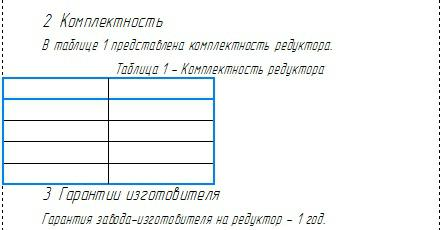 2 Комплектность
В таблице 1 представлена комплектность редуктора.
Таблица 1 – Комплектность редуктора
3 Гарантии изготовителя
Гарантия завода-изготовителя на редуктор – 1 год.